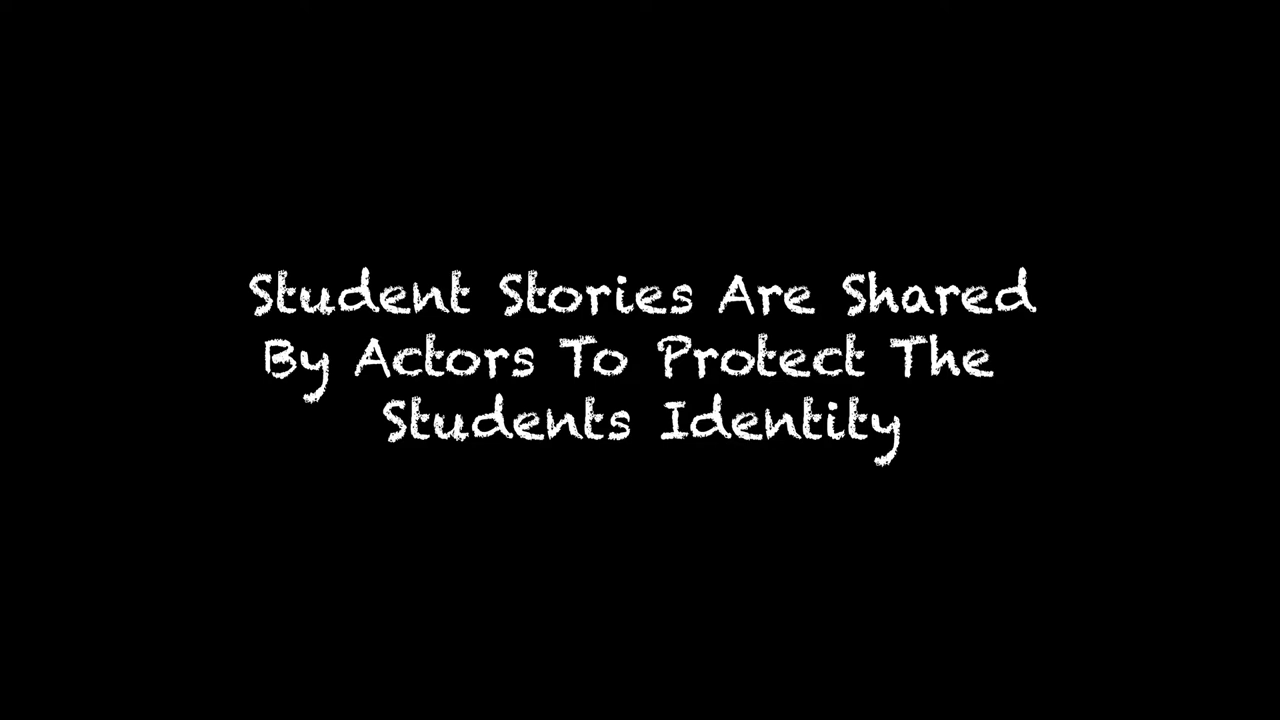 Student Stories Are Shared
By Actors To Protect The
Students Identity